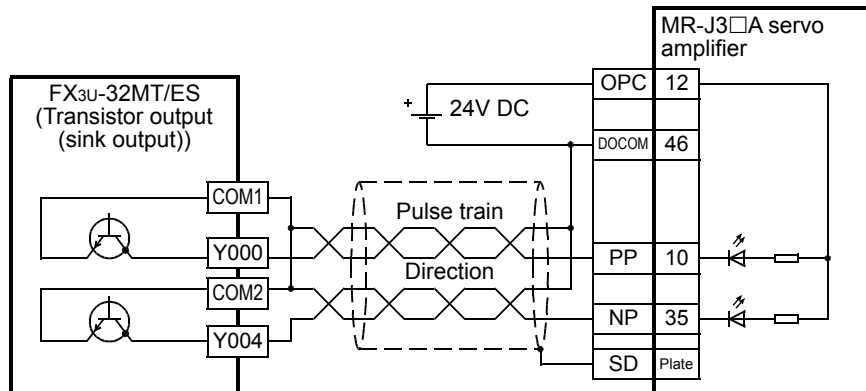 MR-J3□A servo
amplifier
FX3U-32MT/ES
(Transistor output
(sink output))
OPC 12
+ 24V DC
DOCOM 46
COM1
Pulse train
Y000
PP 10
Direction
COM2
NP 35
Y004
SD Plate